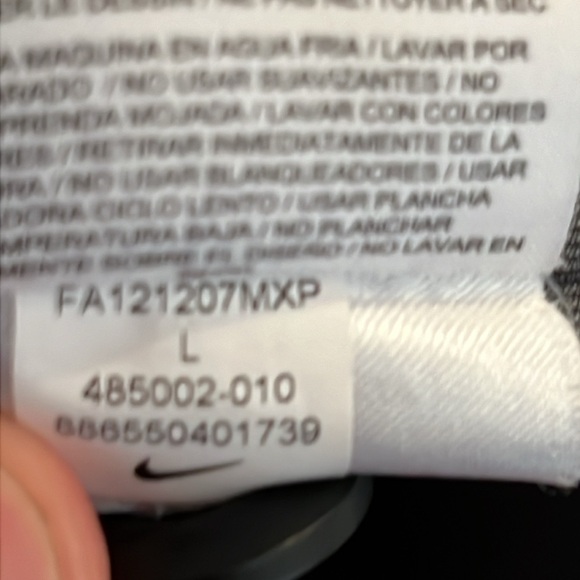 A MAQUINA EN AGUA FRIA / LAVAR POR
/ NO USAR SUAVIZANTES / NO
PRENDA MOJADA / LAVAR CON COLORES
/ RETIRAR INMEDIATAMENTE DE LA
/ NO USAR BLANQUEADORES / USAR
CICLO LENTO / USAR PLANCHA
BAJA / NO PLANCHAR
SOBRE EL DISEÑO / NO LAVAR EN
FA121207MXP
L
485002-010
886550401739